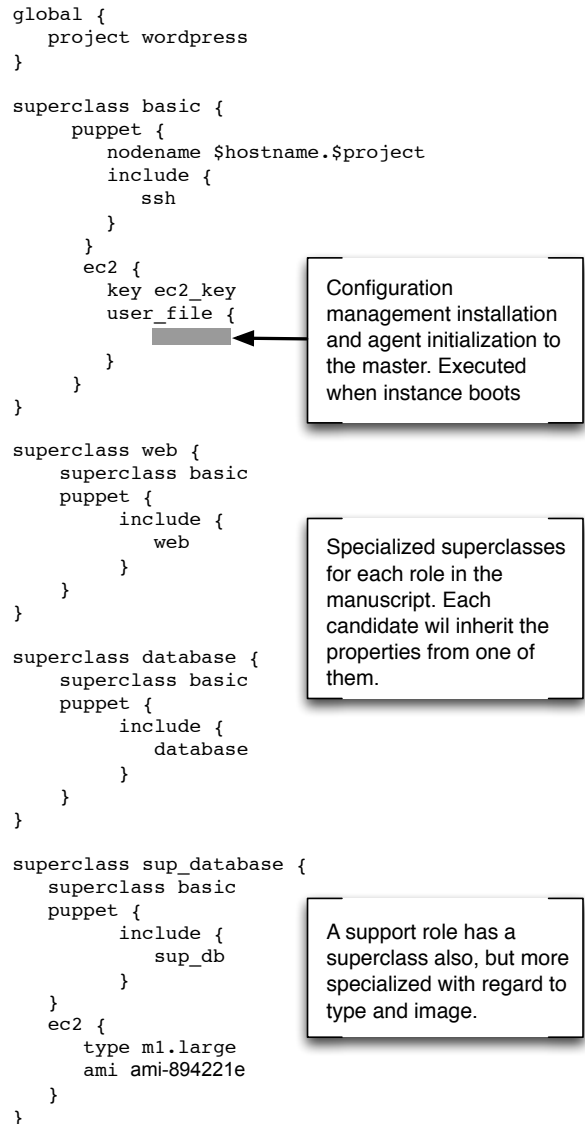 global {
project wordpress
}
superclass basic {
puppet {
nodename $hostname.$project
include {
ssh
}
}
ec2 {
key ec2_key
user_file {
}
}
}
Configuration
management installation
and agent initialization to
the master. Executed
when instance boots
superclass web {
superclass basic
puppet {
include {
web
}
}
}
Specialized superclasses
for each role in the
manuscript. Each
candidate wil inherit the
properties from one of
them.
superclass database {
superclass basic
puppet {
include {
database
}
}
}
superclass sup_database {
superclass basic
puppet {
include {
sup_db
}
}
ec2 {
type m1.large
ami ami-894221e
}
}
A support role has a
superclass also, but more
specialized with regard to
type and image.